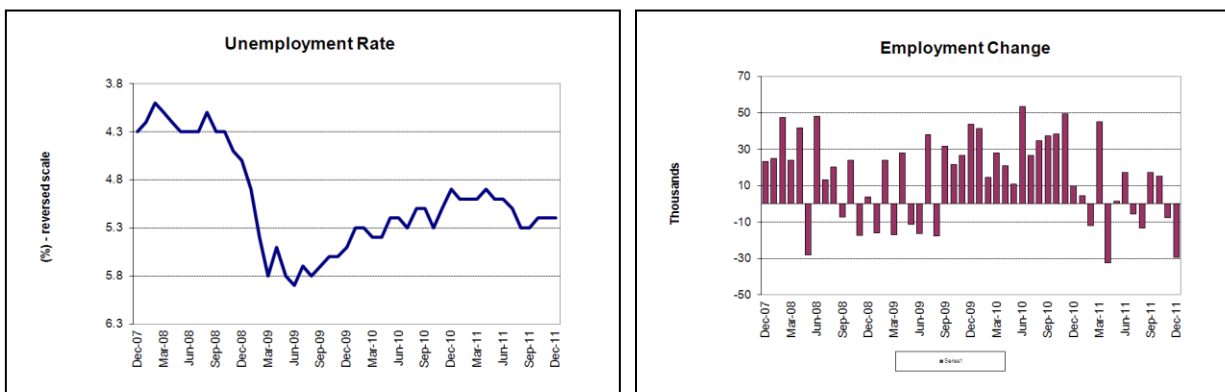 Unemployment Rate
(%) - reversed scale
3.8
4.3
4.8
5.3
5.8
6.3
Dec-07
Mar-08
Jun-08
Sep-08
Dec-08
Mar-09
Jun-09
Sep-09
Dec-09
Mar-10
Jun-10
Sep-10
Dec-10
Mar-11
Jun-11
Sep-11
Dec-11
Employment Change
Thousands
70
50
30
10
-10
-30
-50
Dec-07
Mar-08
Jun-08
Sep-08
Dec-08
Mar-09
Jun-09
Sep-09
Dec-09
Mar-10
Jun-10
Sep-10
Dec-10
Mar-11
Jun-11
Sep-11
Dec-11
Series1